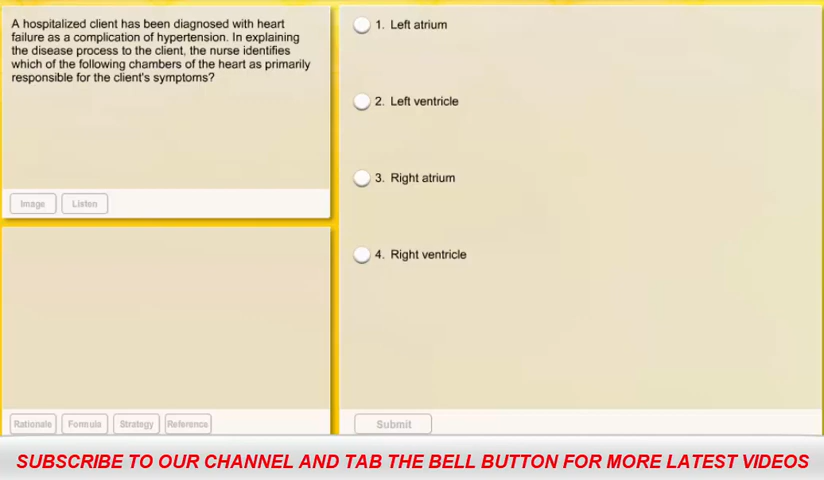 A hospitalized client has been diagnosed with heart
failure as a complication of hypertension. In explaining
the disease process to the client, the nurse identifies
which of the following chambers of the heart as primarily
responsible for the client's symptoms?
Image
Listen
1. Left atrium
2. Left ventricle
3. Right atrium
4. Right ventricle
Rationale
Formula
Strategy
Reference
Submit
SUBSCRIBE TO OUR CHANNEL AND TAB THE BELL BUTTON FOR MORE LATEST VIDEOS